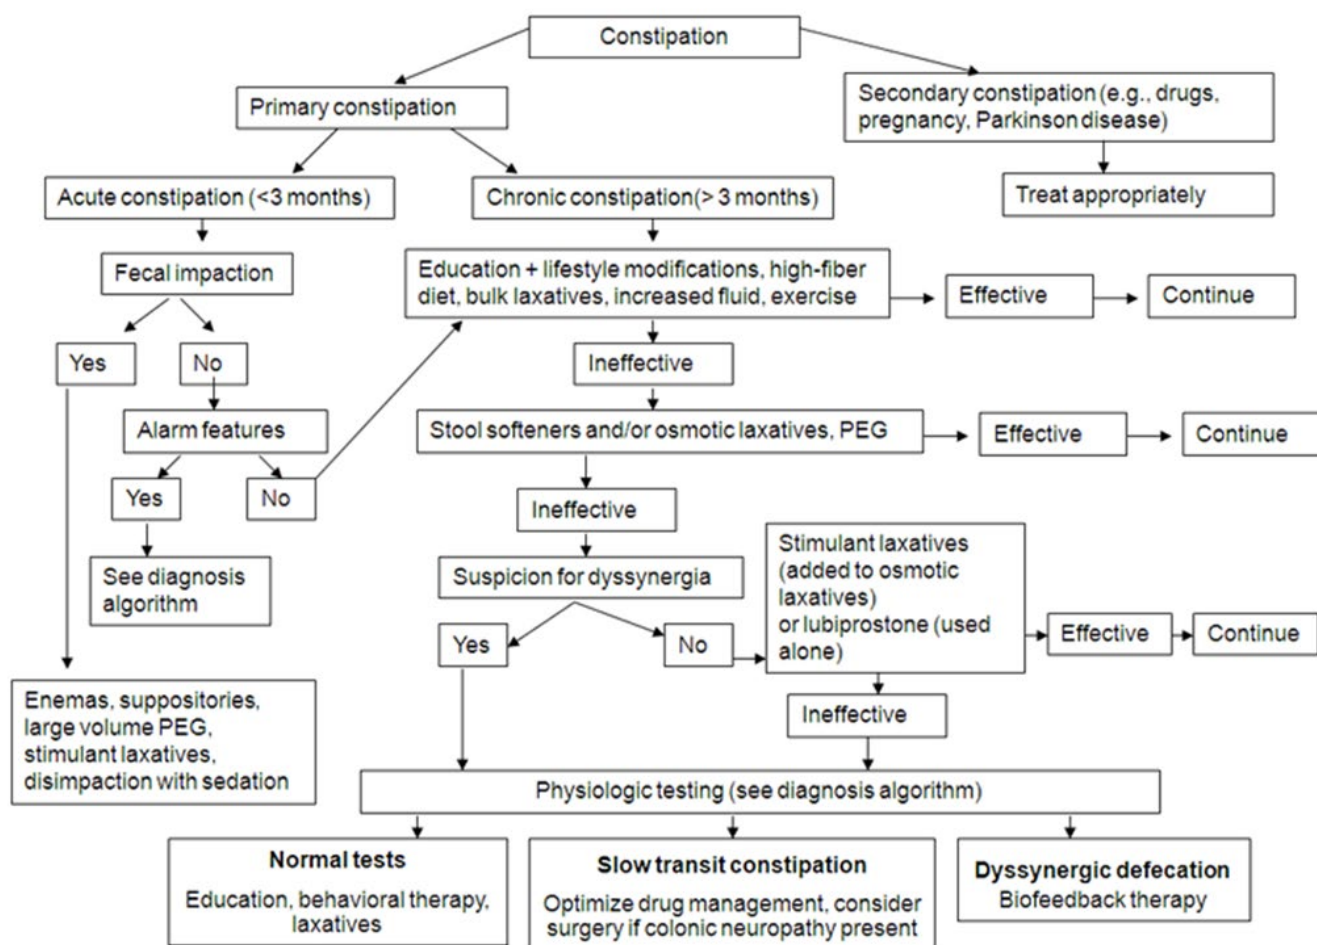 Constipation
Primary constipation
Secondary constipation (e.g., drugs,
pregnancy, Parkinson disease)
Acute constipation (<3 months)
Chronic constipation(> 3 months)
Treat appropriately
Fecal impaction
Education + lifestyle modifications, high-fiber
diet, bulk laxatives, increased fluid, exercise
Effective
Continue
Yes
No
Ineffective
Alarm features
Stool softeners and/or osmotic laxatives, PEG
Effective
Continue
Yes
No
Ineffective
See diagnosis
algorithm
Suspicion for dyssynergia
Stimulant laxatives
(added to osmotic
laxatives)
or lubiprostone (used
alone)
Effective
Continue
Yes
No
Enemas, suppositories,
large volume PEG,
stimulant laxatives,
disimpaction with sedation
Ineffective
Physiologic testing (see diagnosis algorithm)
Normal tests
Education, behavioral therapy,
laxatives
Slow transit constipation
Optimize drug management, consider
surgery if colonic neuropathy present
Dyssynergic defecation
Biofeedback therapy